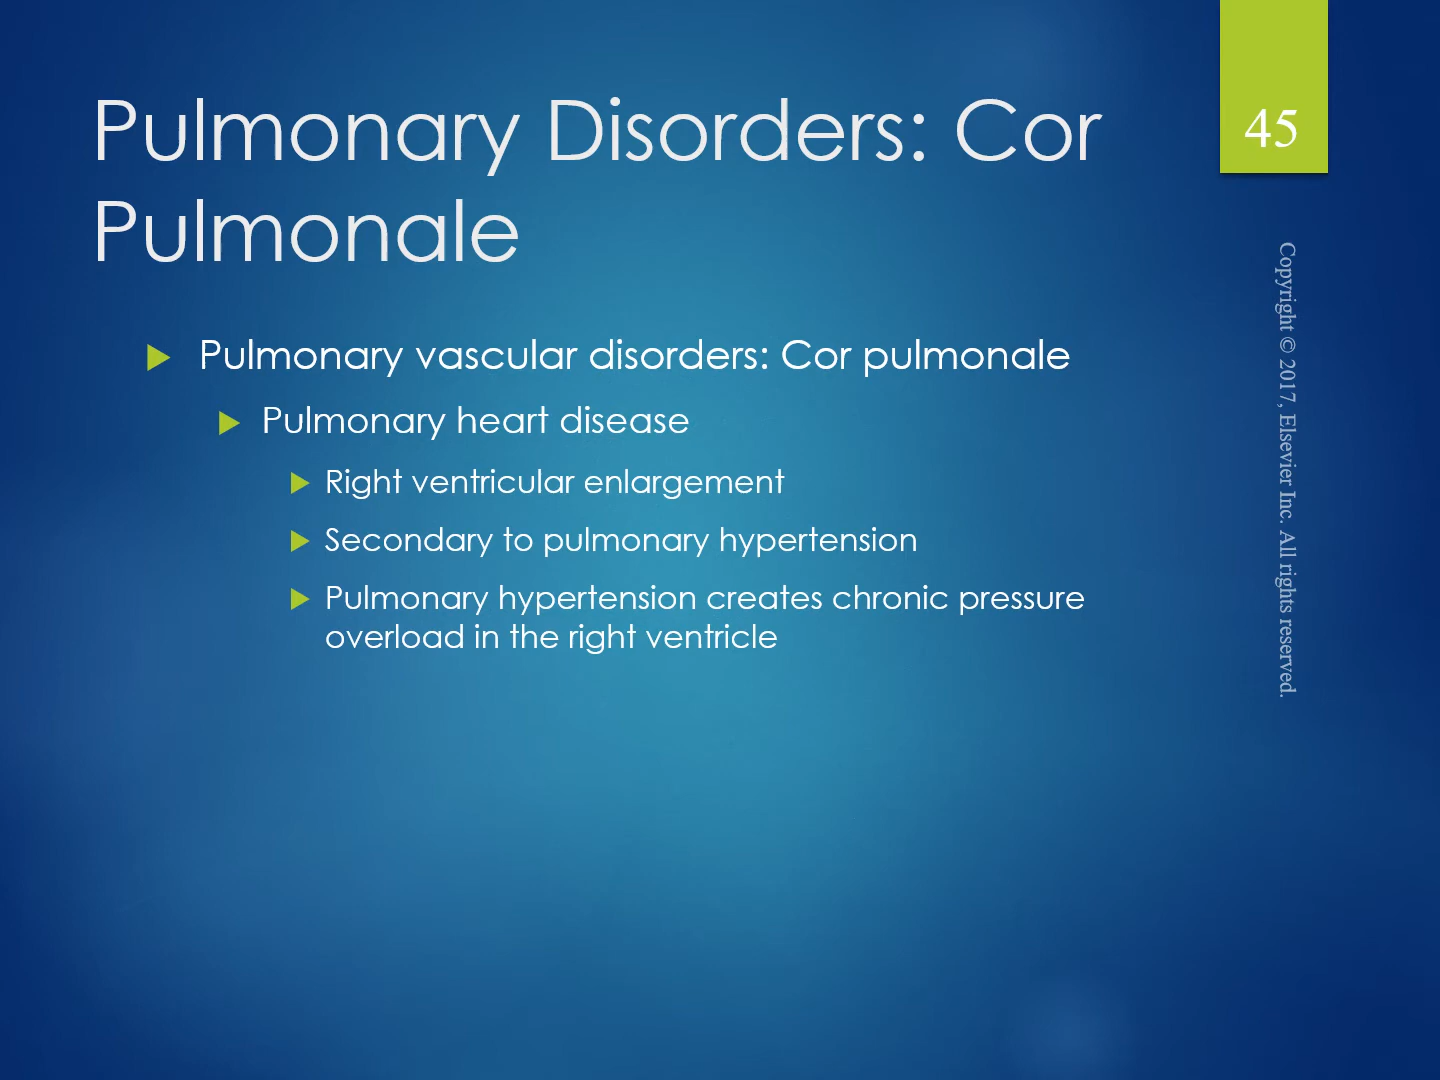 Pulmonary Disorders: Cor
Pulmonale
45
Pulmonary vascular disorders: Cor pulmonale
Pulmonary heart disease
Right ventricular enlargement
Secondary to pulmonary hypertension
Pulmonary hypertension creates chronic pressure
overload in the right ventricle
Copyright © 2017, Elsevier Inc. All rights reserved.